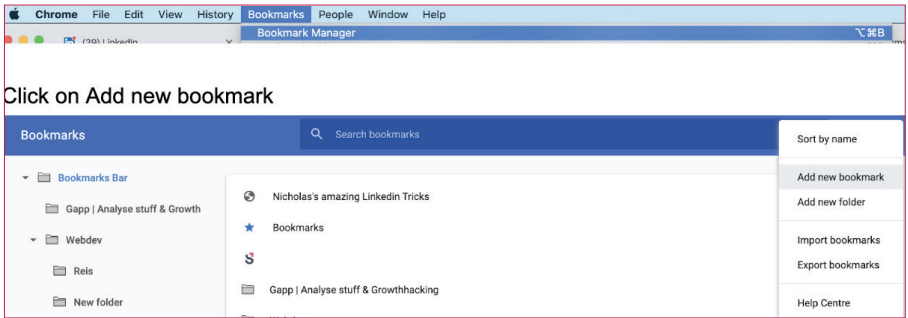 Chrome File Edit View History Bookmarks People Window Help
(39) LinkedIn
Bookmark Manager ⌥⌘B
Click on Add new bookmark
Bookmarks
Search bookmarks
Bookmarks Bar
Gapp | Analyse stuff & Growth
Webdev
Reis
New folder
Nicholas's amazing Linkedin Tricks
Bookmarks
Gapp | Analyse stuff & Growthhacking
Sort by name
Add new bookmark
Add new folder
Import bookmarks
Export bookmarks
Help Centre